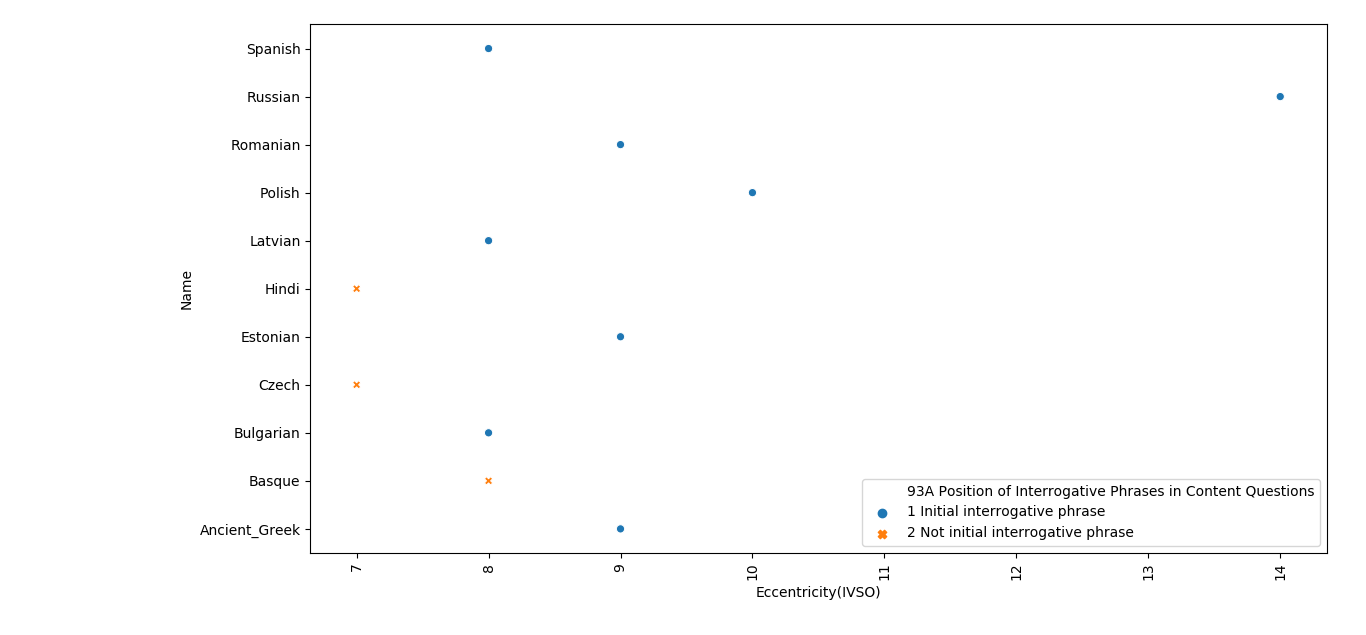 Spanish
Russian
Romanian
Polish
Latvian
Hindi
Estonian
Czech
Bulgarian
Basque
Ancient_Greek
Name
93A Position of Interrogative Phrases in Content Questions
1 Initial interrogative phrase
2 Not initial interrogative phrase
7
8
9
10
11
12
13
14
Eccentricity(IVSO)